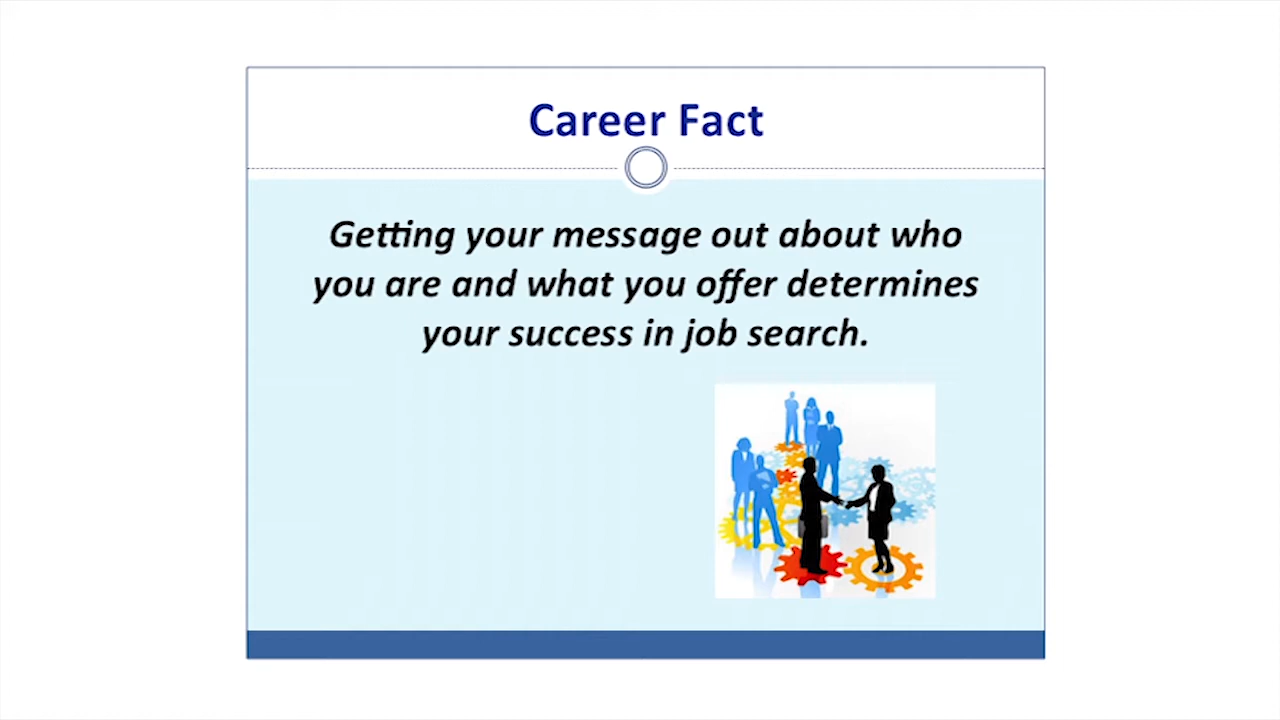 Career Fact
Getting your message out about who
you are and what you offer determines
your success in job search.